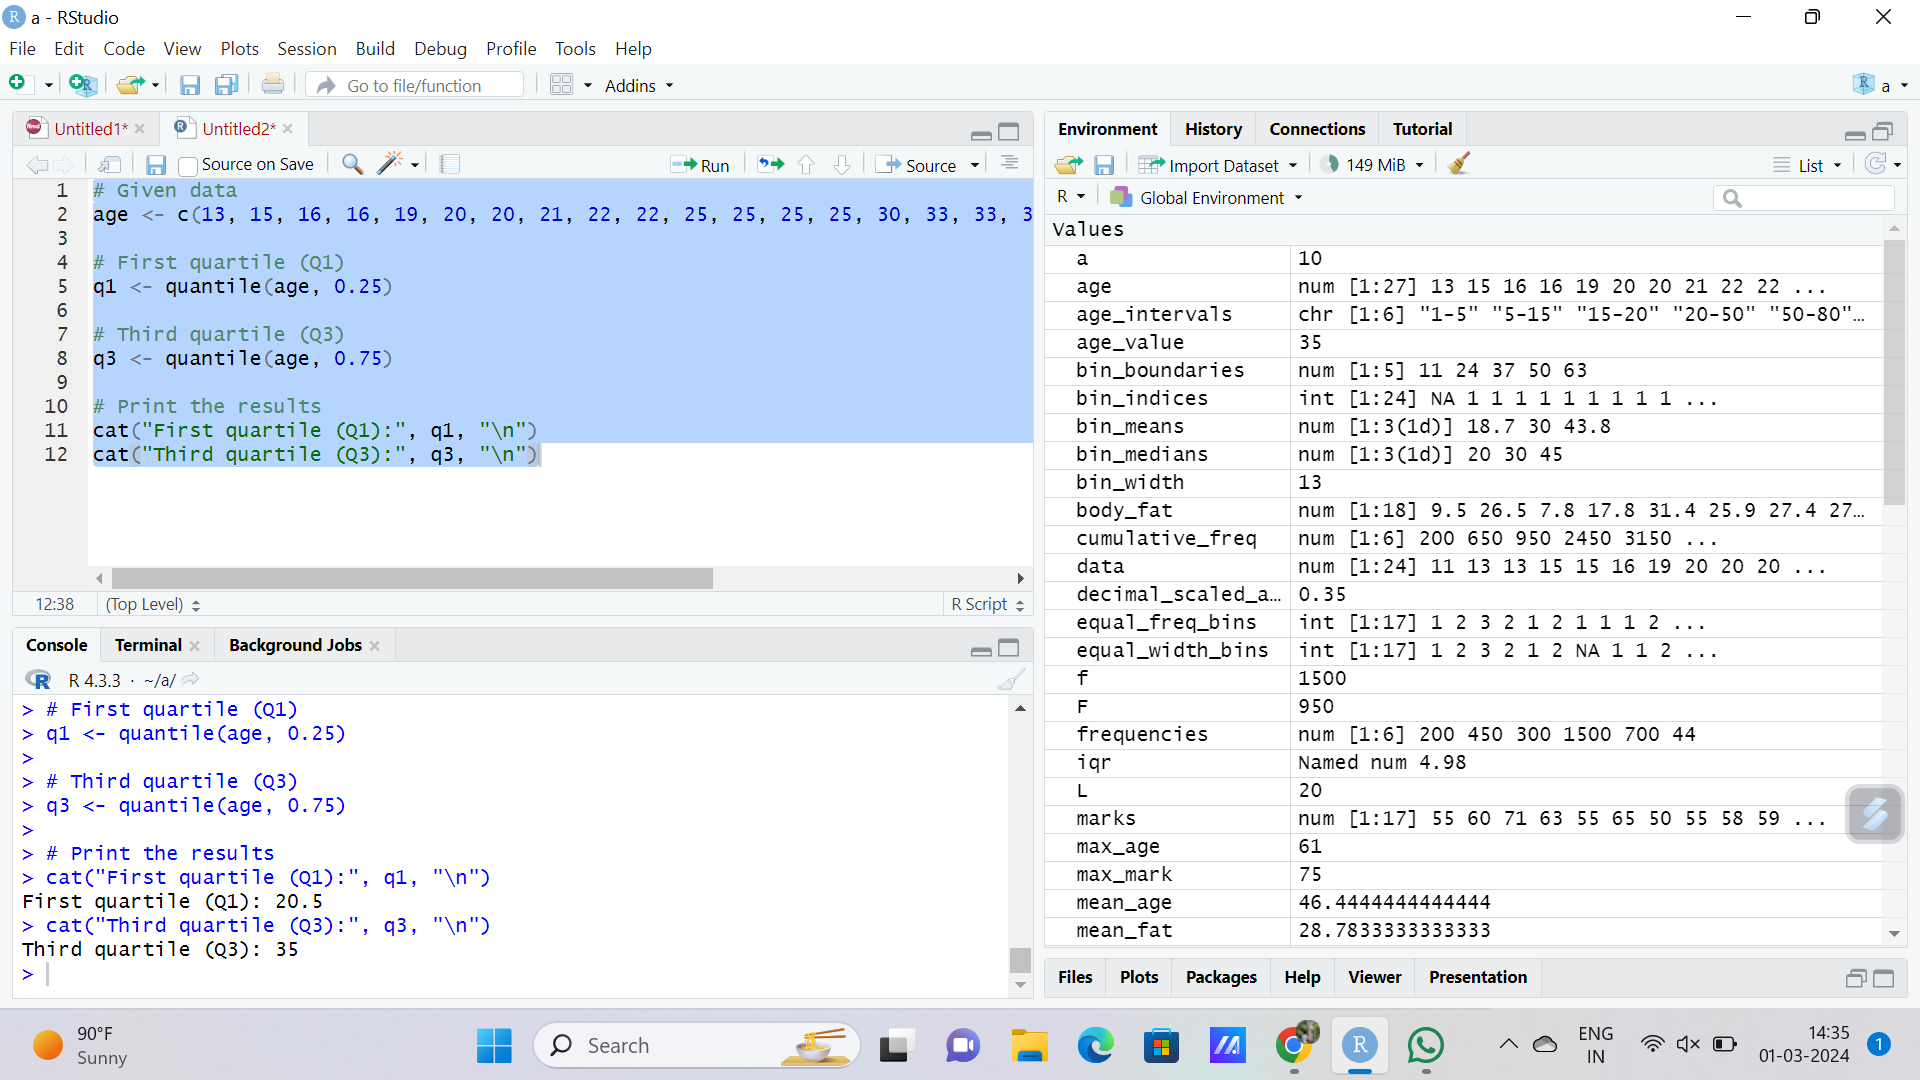 a - RStudio
File Edit Code View Plots Session Build Debug Profile Tools Help
Go to file/function Addins a
Untitled1* Untitled2*
Source on Save Run Source
1 # Given data
2 age <- c(13, 15, 16, 16, 19, 20, 20, 21, 22, 22, 25, 25, 25, 25, 30, 33, 33, 3
3
4 # First quartile (Q1)
5 q1 <- quantile(age, 0.25)
6
7 # Third quartile (Q3)
8 q3 <- quantile(age, 0.75)
9
10 # Print the results
11 cat("First quartile (Q1):", q1, "\n")
12 cat("Third quartile (Q3):", q3, "\n")
12:38 (Top Level) R Script
Console Terminal Background Jobs
R 4.3.3 · ~/a/
> # First quartile (Q1)
> q1 <- quantile(age, 0.25)
>
> # Third quartile (Q3)
> q3 <- quantile(age, 0.75)
>
> # Print the results
> cat("First quartile (Q1):", q1, "\n")
First quartile (Q1): 20.5
> cat("Third quartile (Q3):", q3, "\n")
Third quartile (Q3): 35
>
Environment History Connections Tutorial
Import Dataset 149 MiB List
R Global Environment
Values
a 10
age num [1:27] 13 15 16 16 19 20 20 21 22 22 ...
age_intervals chr [1:6] "1-5" "5-15" "15-20" "20-50" "50-80"…
age_value 35
bin_boundaries num [1:5] 11 24 37 50 63
bin_indices int [1:24] NA 1 1 1 1 1 1 1 1 1 ...
bin_means num [1:3(1d)] 18.7 30 43.8
bin_medians num [1:3(1d)] 20 30 45
bin_width 13
body_fat num [1:18] 9.5 26.5 7.8 17.8 31.4 25.9 27.4 27…
cumulative_freq num [1:6] 200 650 950 2450 3150 ...
data num [1:24] 11 13 13 15 15 16 19 20 20 20 ...
decimal_scaled_a… 0.35
equal_freq_bins int [1:17] 1 2 3 2 1 2 1 1 1 2 ...
equal_width_bins int [1:17] 1 2 3 2 1 2 NA 1 1 2 ...
f 1500
F 950
frequencies num [1:6] 200 450 300 1500 700 44
iqr Named num 4.98
L 20
marks num [1:17] 55 60 71 63 55 65 50 55 58 59 ...
max_age 61
max_mark 75
mean_age 46.4444444444444
mean_fat 28.7833333333333
Files Plots Packages Help Viewer Presentation
90°F
Sunny
Search
ENG
IN
14:35
01-03-2024
1